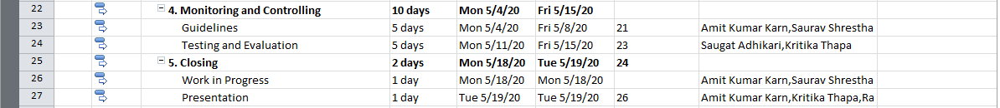 22 4. Monitoring and Controlling 10 days Mon 5/4/20 Fri 5/15/20
23 Guidelines 5 days Mon 5/4/20 Fri 5/8/20 21 Amit Kumar Karn,Saurav Shrestha
24 Testing and Evaluation 5 days Mon 5/11/20 Fri 5/15/20 23 Saugat Adhikari,Kritika Thapa
25 5. Closing 2 days Mon 5/18/20 Tue 5/19/20 24
26 Work in Progress 1 day Mon 5/18/20 Mon 5/18/20 Amit Kumar Karn,Saurav Shrestha
27 Presentation 1 day Tue 5/19/20 Tue 5/19/20 26 Amit Kumar Karn,Kritika Thapa,Ra